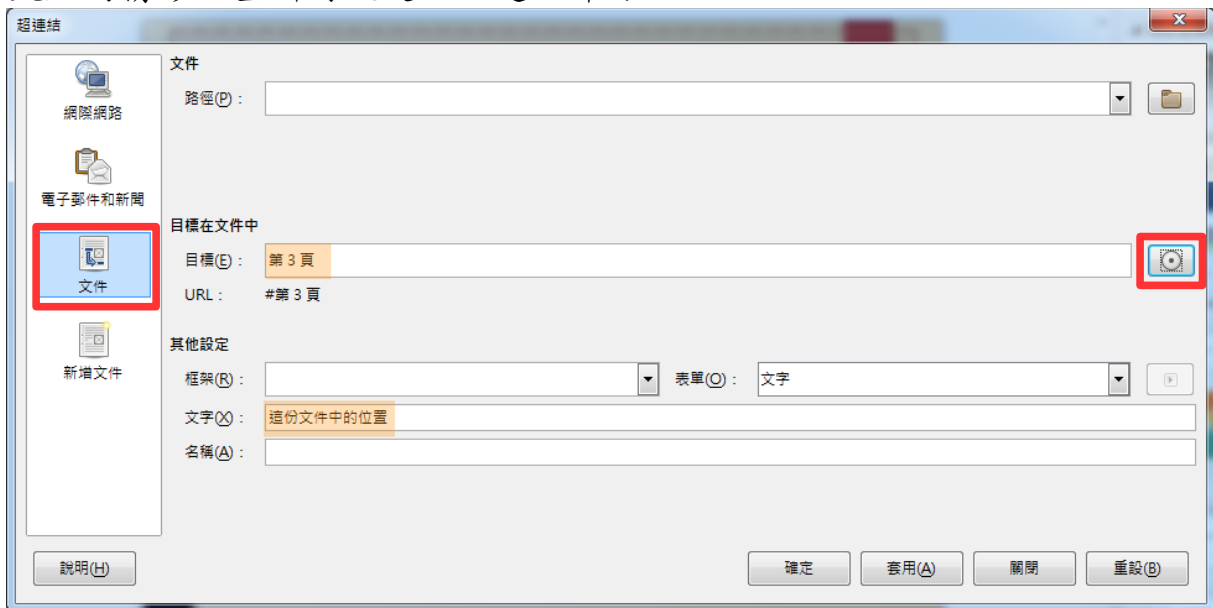 超連結
網際網路
電子郵件和新聞
文件
新增文件
文件
路徑(P)：
目標在文件中
目標(E)： 第 3 頁
URL： #第 3 頁
其他設定
框架(R)： 表單(O)： 文字
文字(X)： 這份文件中的位置
名稱(A)：
說明(H) 確定 套用(A) 關閉 重設(B)